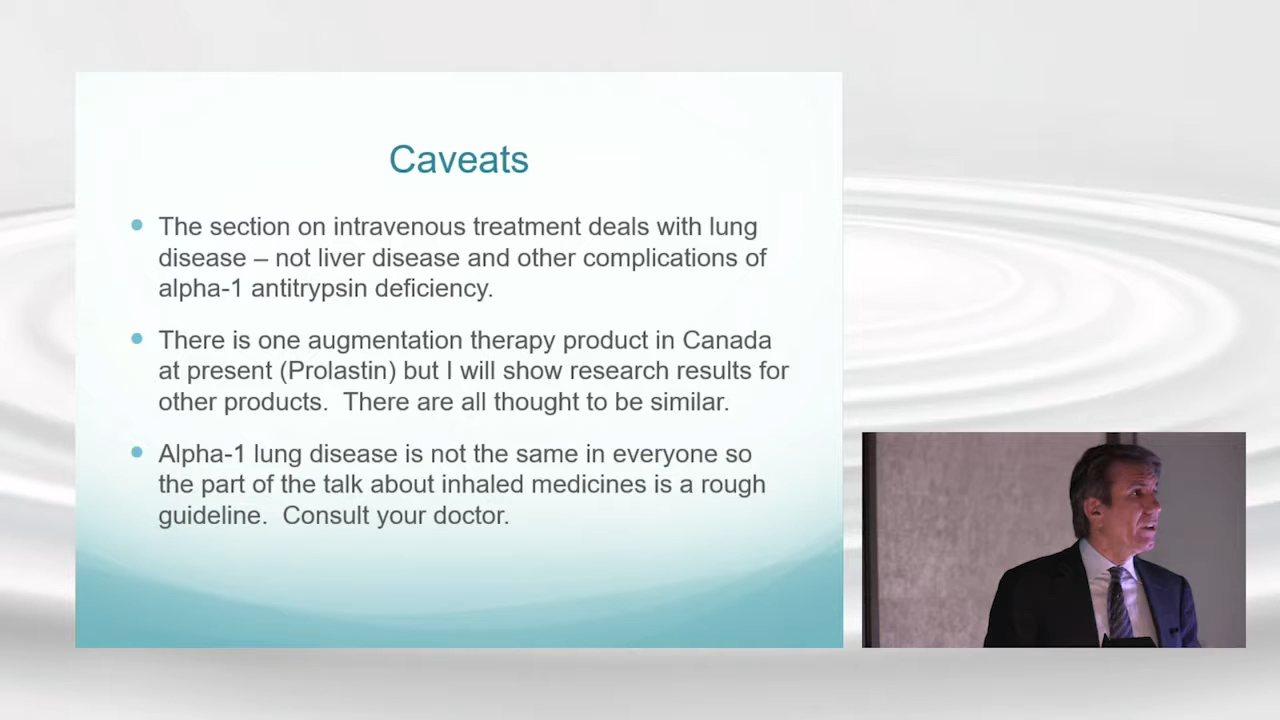 Caveats
The section on intravenous treatment deals with lung
disease – not liver disease and other complications of
alpha-1 antitrypsin deficiency.
There is one augmentation therapy product in Canada
at present (Prolastin) but I will show research results for
other products.  There are all thought to be similar.
Alpha-1 lung disease is not the same in everyone so
the part of the talk about inhaled medicines is a rough
guideline.  Consult your doctor.